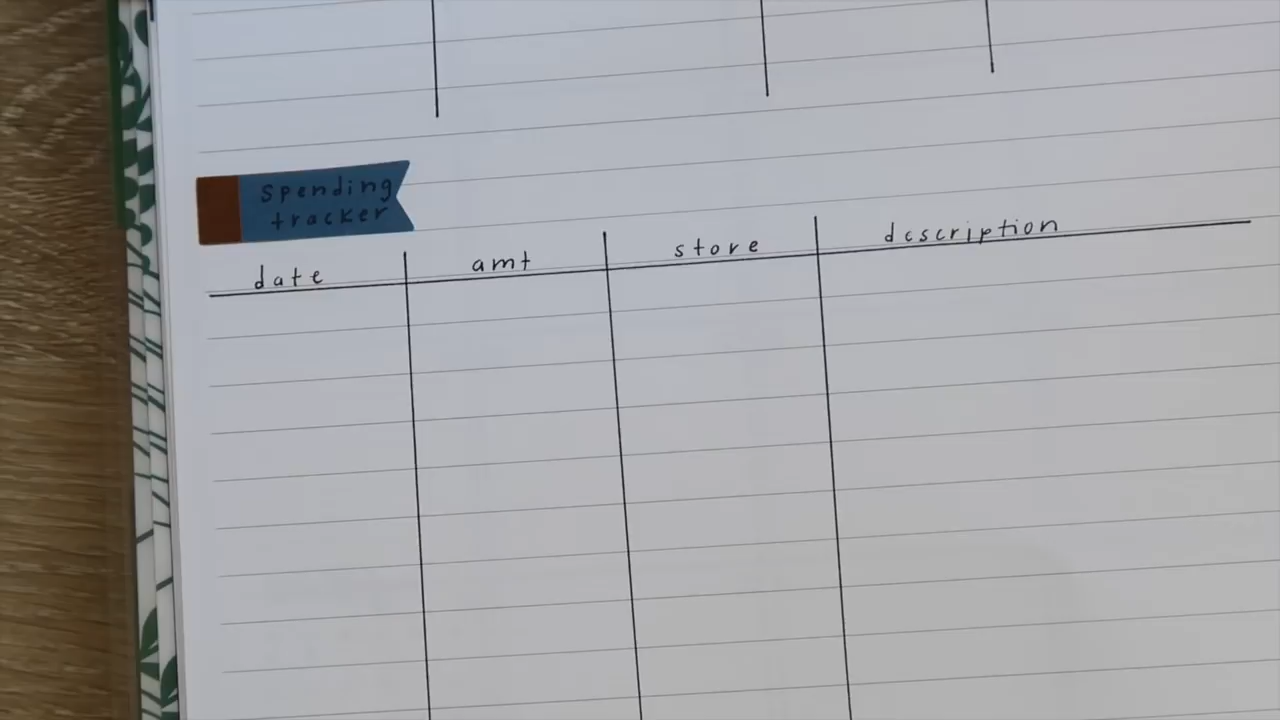 spending
tracker
date amt store description